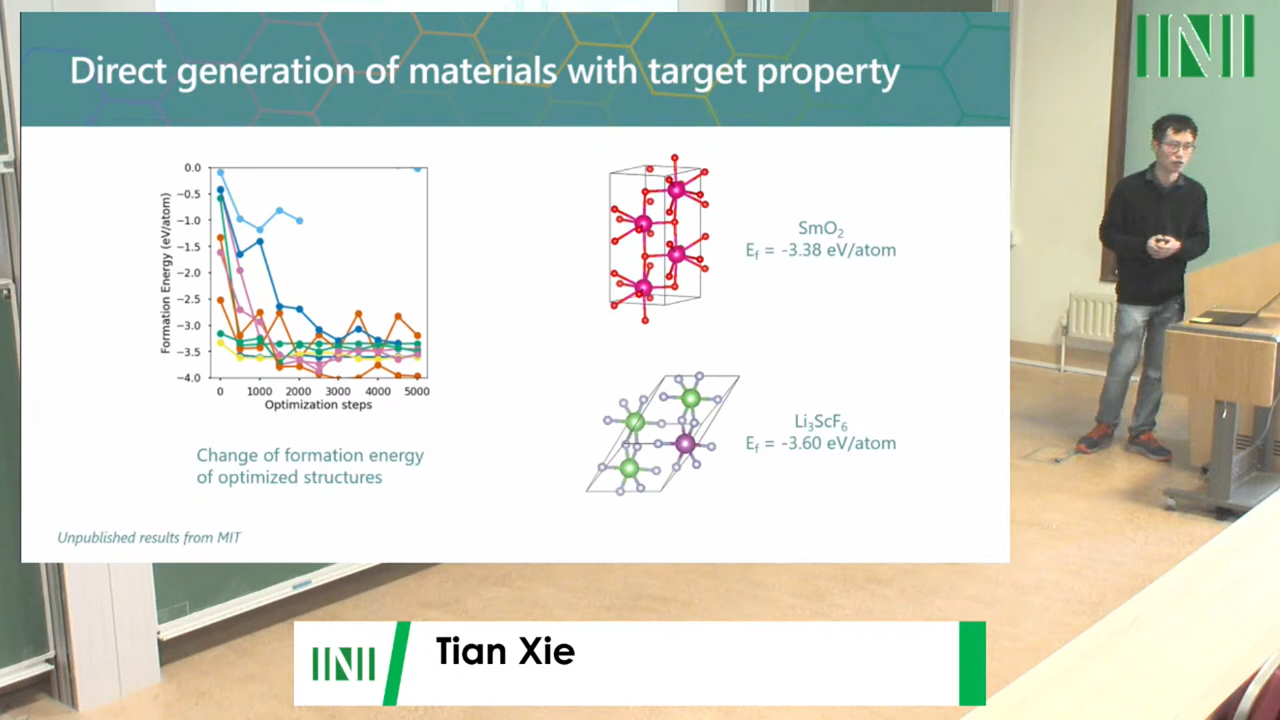 Direct generation of materials with target property
INI
0.0
−0.5
−1.0
−1.5
−2.0
−2.5
−3.0
−3.5
−4.0
Formation Energy (eV/atom)
0 1000 2000 3000 4000 5000
Optimization steps
Change of formation energy
of optimized structures
SmO₂
E_f = -3.38 eV/atom
Li₃ScF₆
E_f = -3.60 eV/atom
Unpublished results from MIT
INI
Tian Xie